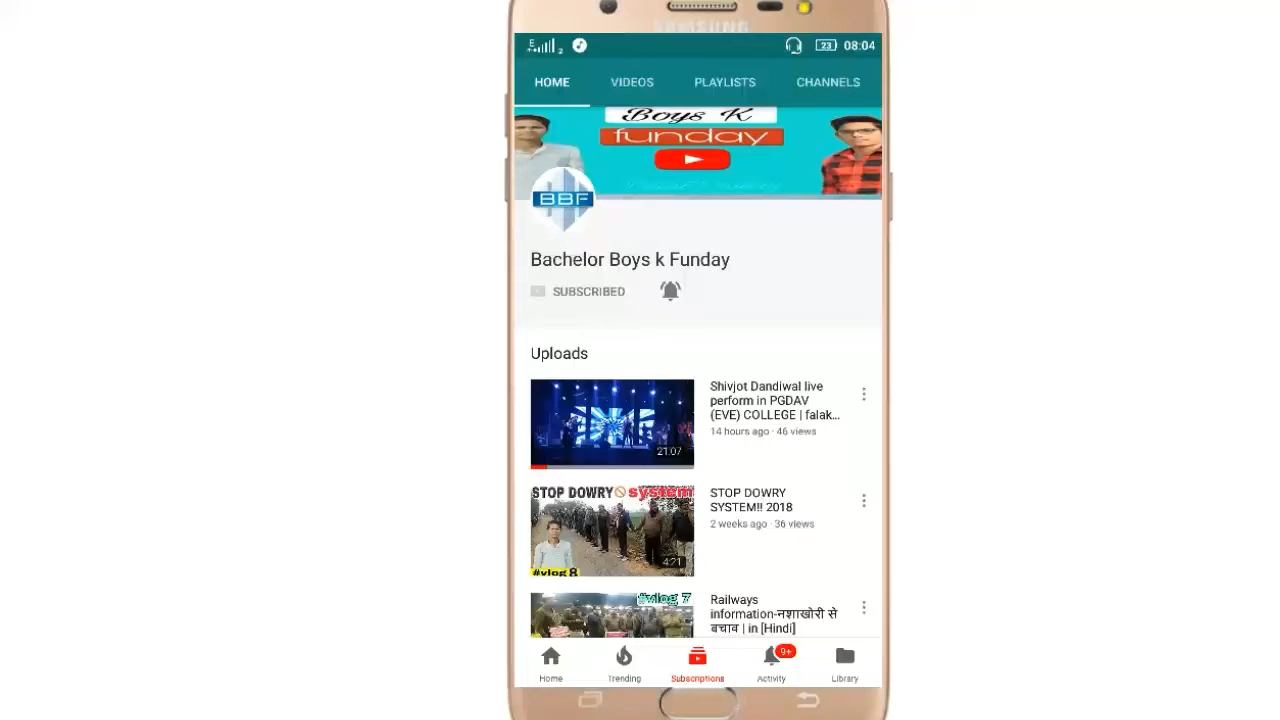 SAMSUNG
E 2 23 08:04
HOME VIDEOS PLAYLISTS CHANNELS
Boys K
funday
BBF
Bachelor Boys k Funday
SUBSCRIBED
Uploads
Shivjot Dandiwal live
perform in PGDAV
(EVE) COLLEGE | falak...
14 hours ago · 46 views
21:07
STOP DOWRY system
STOP DOWRY
SYSTEM!! 2018
2 weeks ago · 36 views
4:21
#vlog 8
#vlog 7
Railways
information-नशाखोरी से
बचाव | in [Hindi]
9+
Home Trending Subscriptions Activity Library